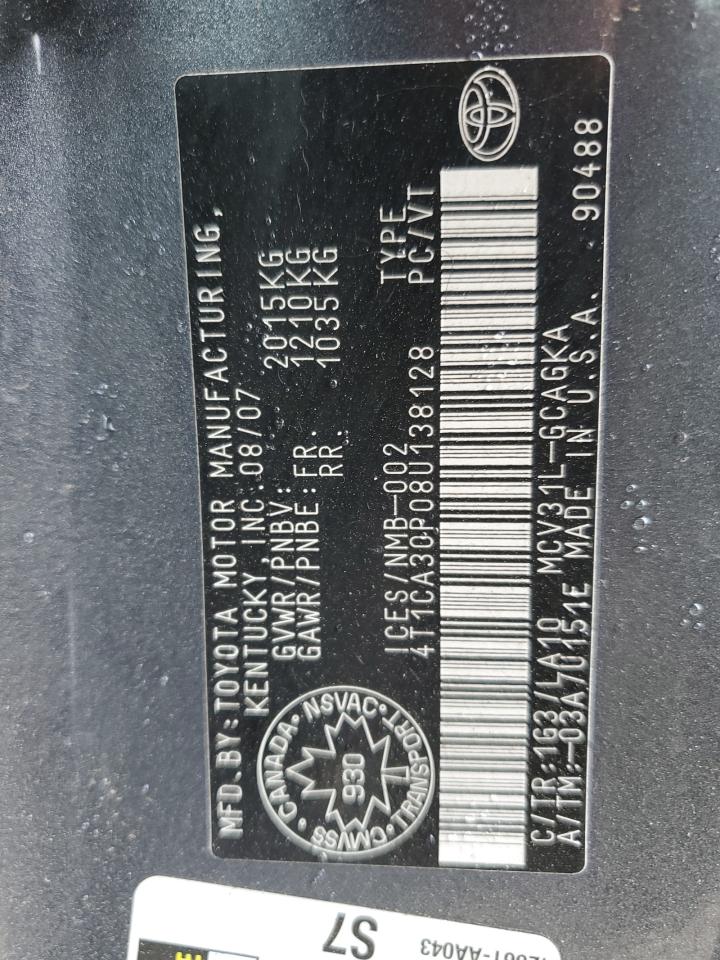 MFD.BY:TOYOTA MOTOR MANUFACTURING,
KENTUCKY, INC. 08/07
GVWR/PNBV: 2015KG
GAWR/PNBE:FR. 1210KG
RR. 1035KG
CANADA NSVAC TRANSPORT CMVSS
930
ICES/NMB-002 TYPE
4T1CA30P08U138128 PC/VT
C/TR:1G3/LA10 MCV31L-GCAGKA
A/TM:-03A/U151E MADE IN U.S.A. 90488
S7